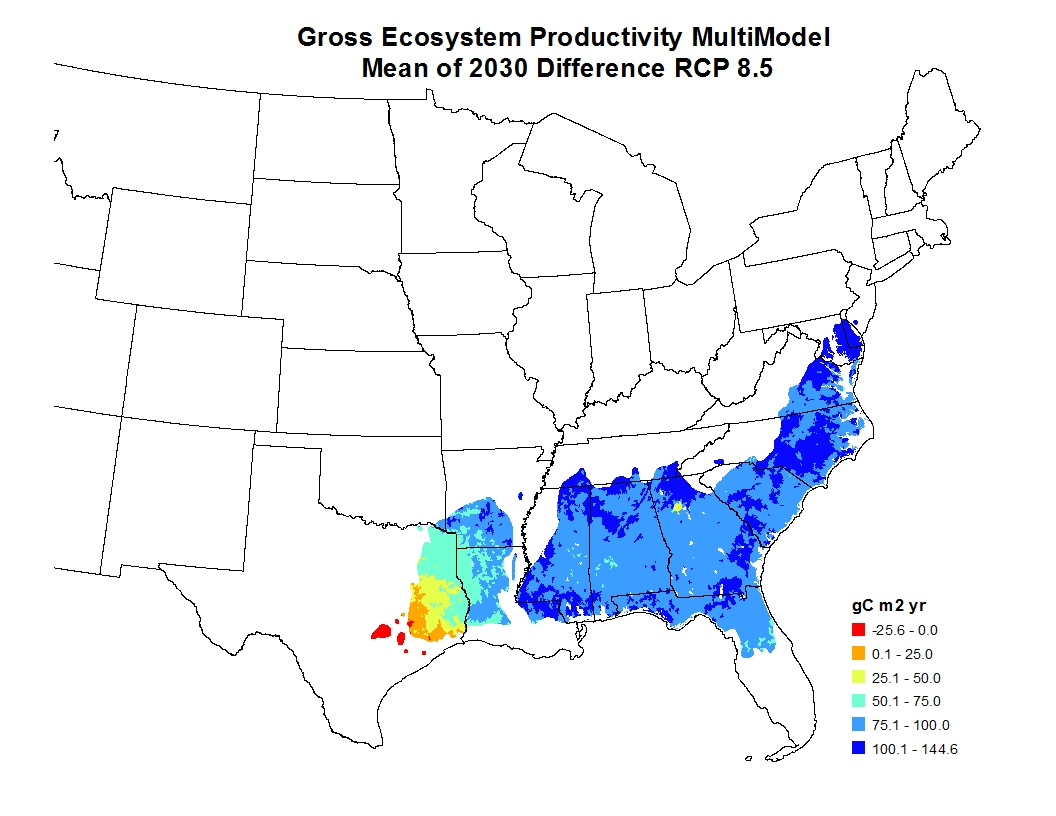 Gross Ecosystem Productivity MultiModel
Mean of 2030 Difference RCP 8.5
7
gC m2 yr
-25.6 - 0.0
0.1 - 25.0
25.1 - 50.0
50.1 - 75.0
75.1 - 100.0
100.1 - 144.6